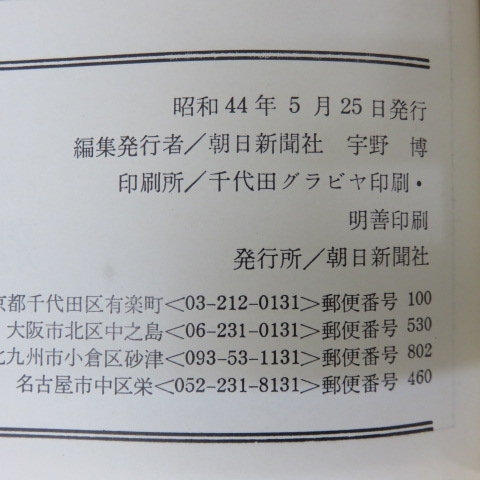 昭和44年 5 月25日発行
編集発行者／朝日新聞社　宇野　博
印刷所／千代田グラビヤ印刷・
明善印刷
発行所／朝日新聞社
京都千代田区有楽町<03-212-0131>郵便番号 100
大阪市北区中之島<06-231-0131>郵便番号 530
北九州市小倉区砂津<093-53-1131>郵便番号 802
名古屋市中区栄<052-231-8131>郵便番号 460